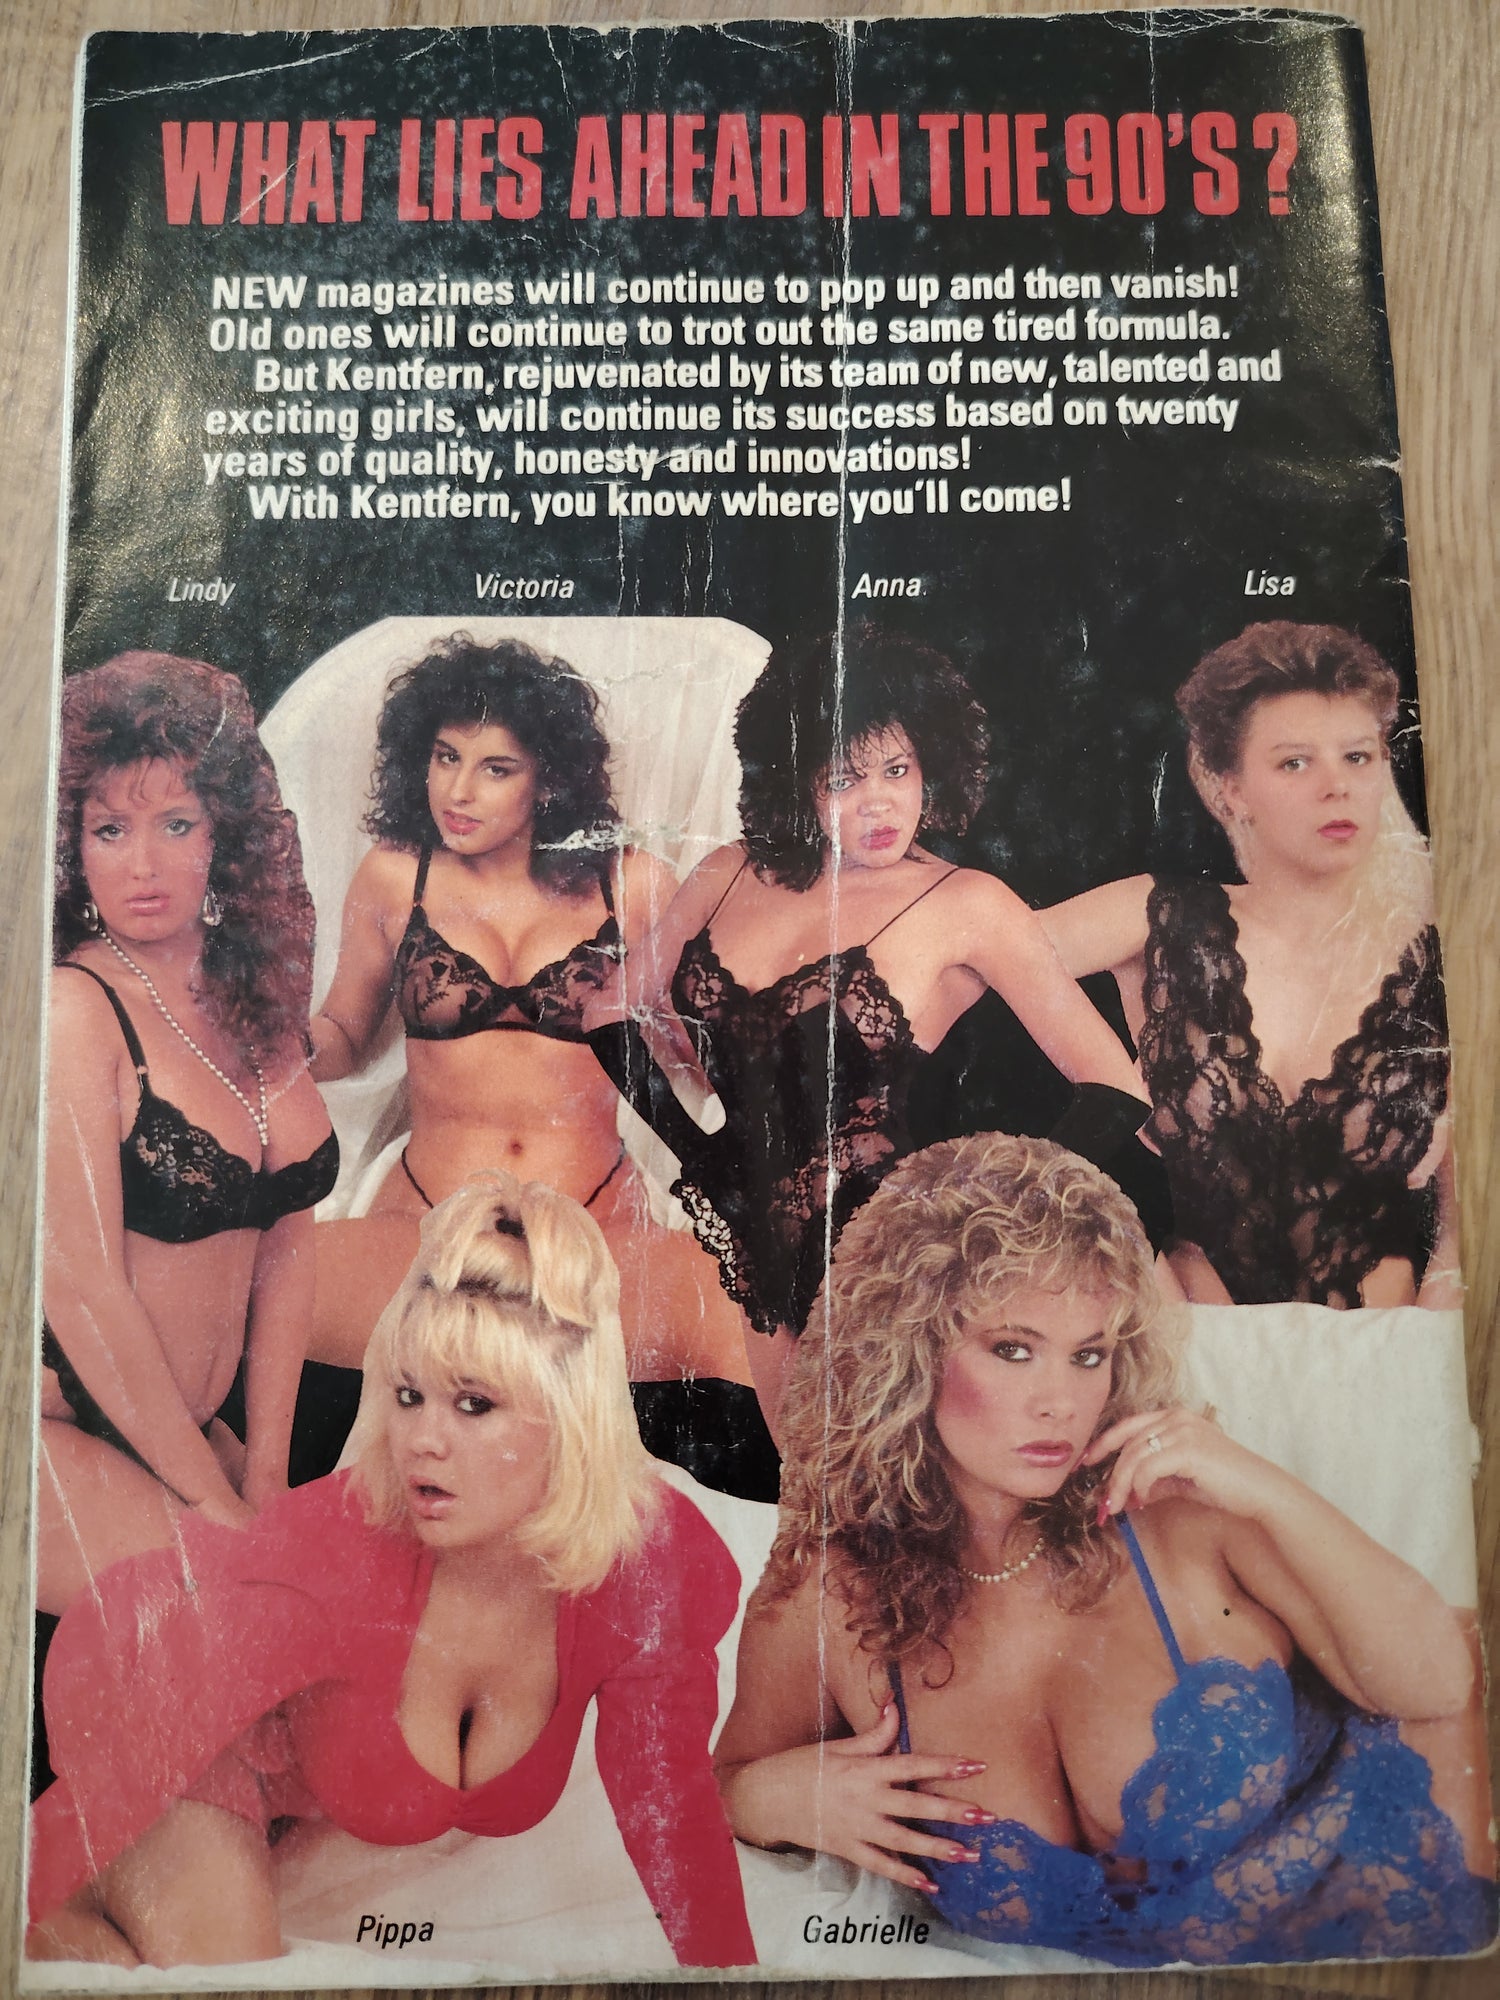 WHAT LIES AHEAD IN THE 90'S?
NEW magazines will continue to pop up and then vanish!
Old ones will continue to trot out the same tired formula.
But Kentfern, rejuvenated by its team of new, talented and
exciting girls, will continue its success based on twenty
years of quality, honesty and innovations!
With Kentfern, you know where you'll come!
Lindy
Victoria
Anna
Lisa
Pippa
Gabrielle